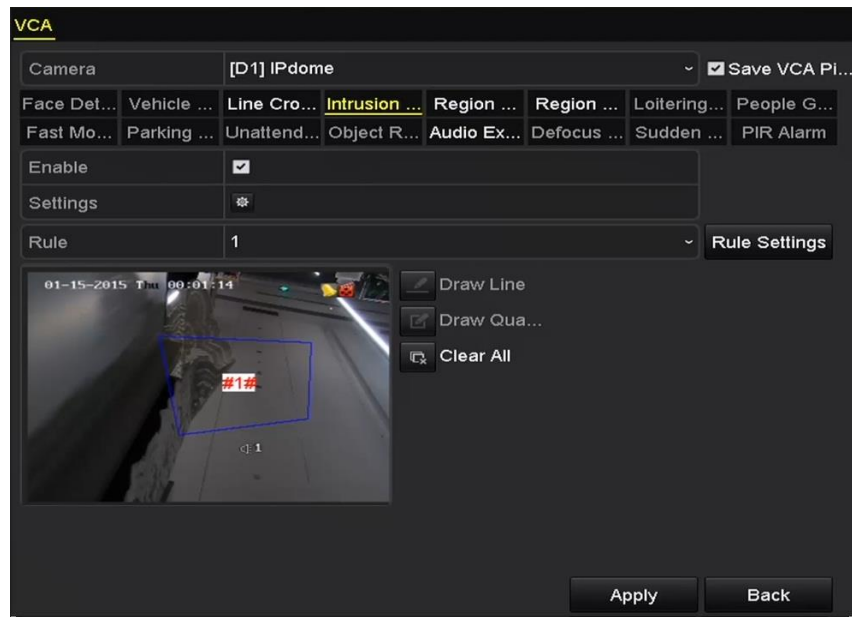 VCA
Camera [D1] IPdome Save VCA Pi...
Face Det... Vehicle ... Line Cro... Intrusion ... Region ... Region ... Loitering... People G...
Fast Mo... Parking ... Unattend... Object R... Audio Ex... Defocus ... Sudden ... PIR Alarm
Enable
Settings
Rule 1 Rule Settings
01-15-2015 Thu 00:01:14
Draw Line
Draw Qua...
Clear All
#1#
1
Apply Back